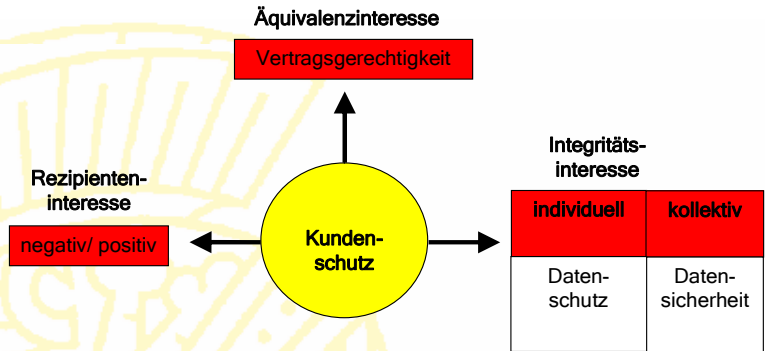 Äquivalenzinteresse
Vertragsgerechtigkeit
Rezipienten-
interesse
negativ/ positiv
Kunden-
schutz
Integritäts-
interesse
individuell kollektiv
Daten-
schutz
Daten-
sicherheit